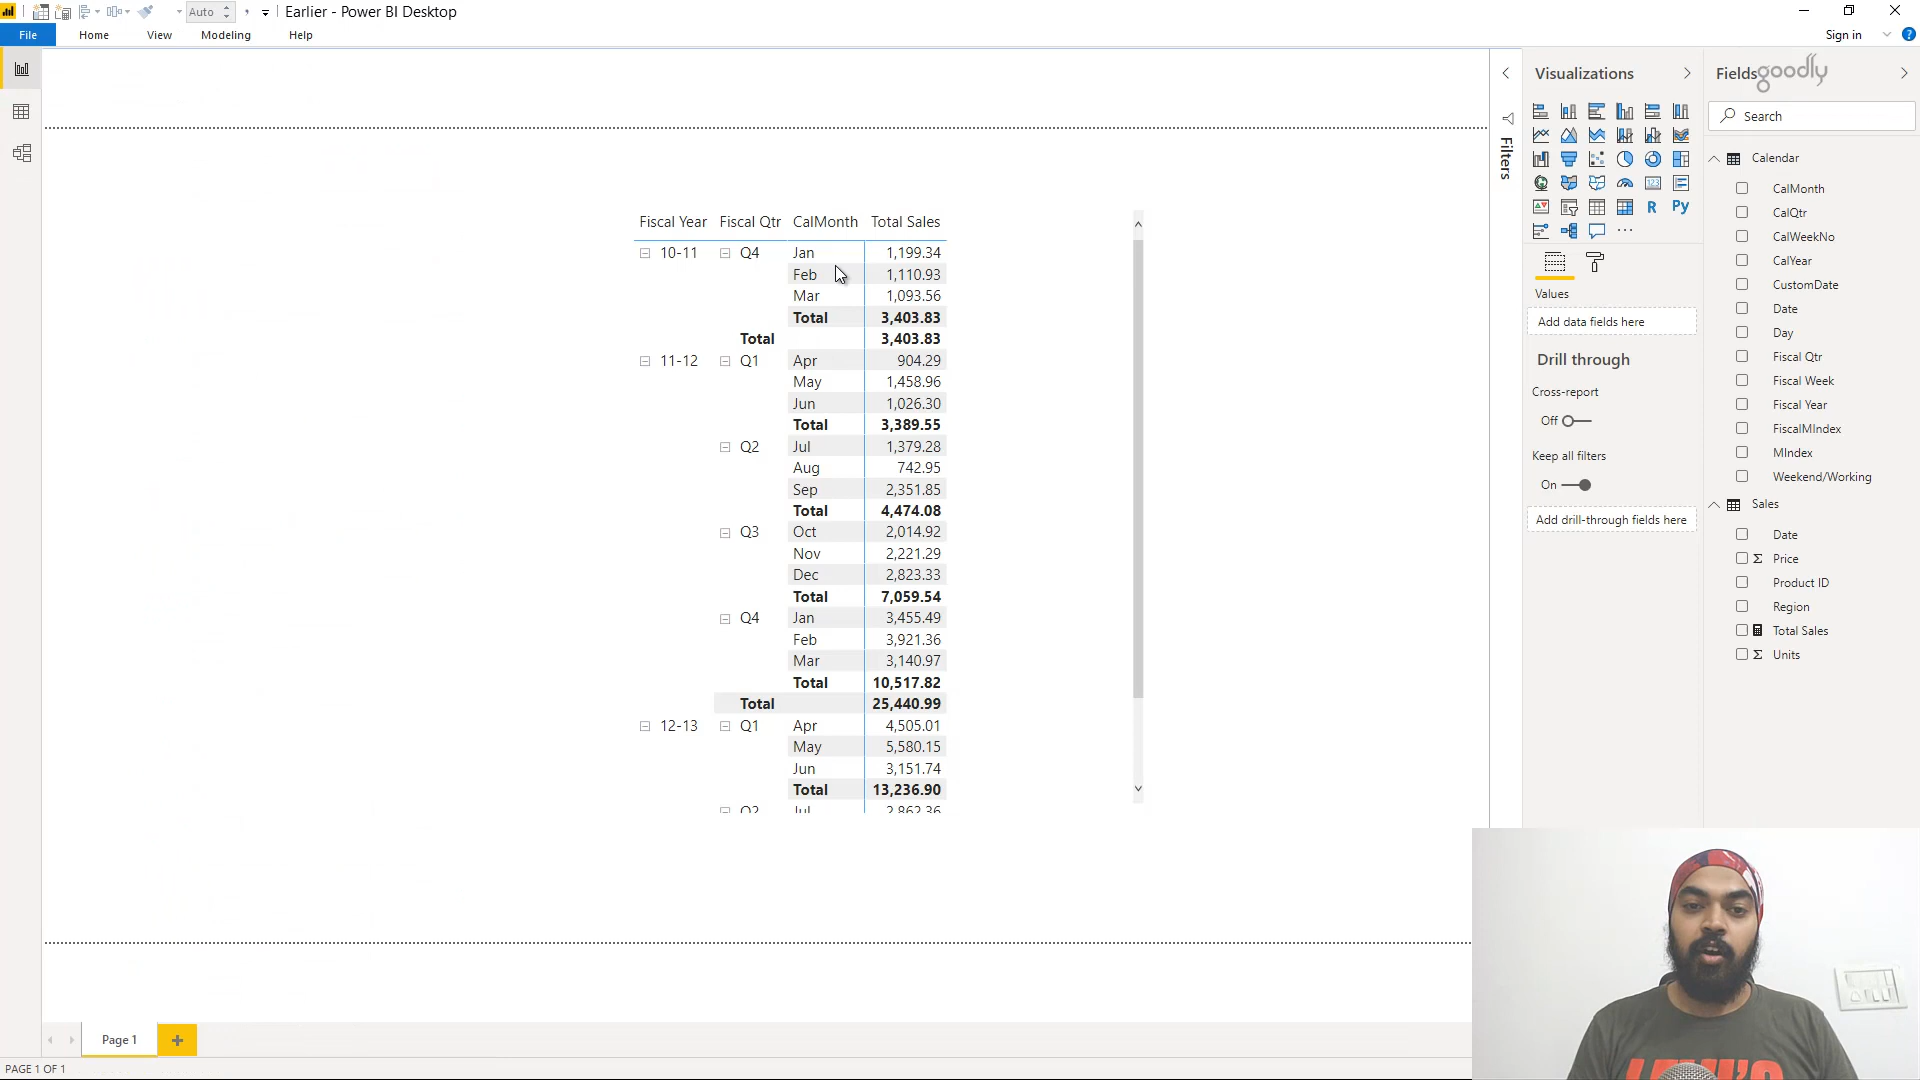 Auto
Earlier - Power BI Desktop
File Home View Modeling Help
Sign in
?
Visualizations
Fields
goodly
Filters
Search
R Py
Values
Add data fields here
Drill through
Cross-report
Off
Keep all filters
On
Add drill-through fields here
Calendar
CalMonth
CalQtr
CalWeekNo
CalYear
CustomDate
Date
Day
Fiscal Qtr
Fiscal Week
Fiscal Year
FiscalMIndex
MIndex
Weekend/Working
Sales
Date
Σ Price
Product ID
Region
Total Sales
Σ Units
Fiscal Year Fiscal Qtr CalMonth Total Sales
10-11 Q4 Jan 1,199.34
Feb 1,110.93
Mar 1,093.56
Total 3,403.83
Total 3,403.83
11-12 Q1 Apr 904.29
May 1,458.96
Jun 1,026.30
Total 3,389.55
Q2 Jul 1,379.28
Aug 742.95
Sep 2,351.85
Total 4,474.08
Q3 Oct 2,014.92
Nov 2,221.29
Dec 2,823.33
Total 7,059.54
Q4 Jan 3,455.49
Feb 3,921.36
Mar 3,140.97
Total 10,517.82
Total 25,440.99
12-13 Q1 Apr 4,505.01
May 5,580.15
Jun 3,151.74
Total 13,236.90
Q2 Jul 2,862.36
Page 1
PAGE 1 OF 1